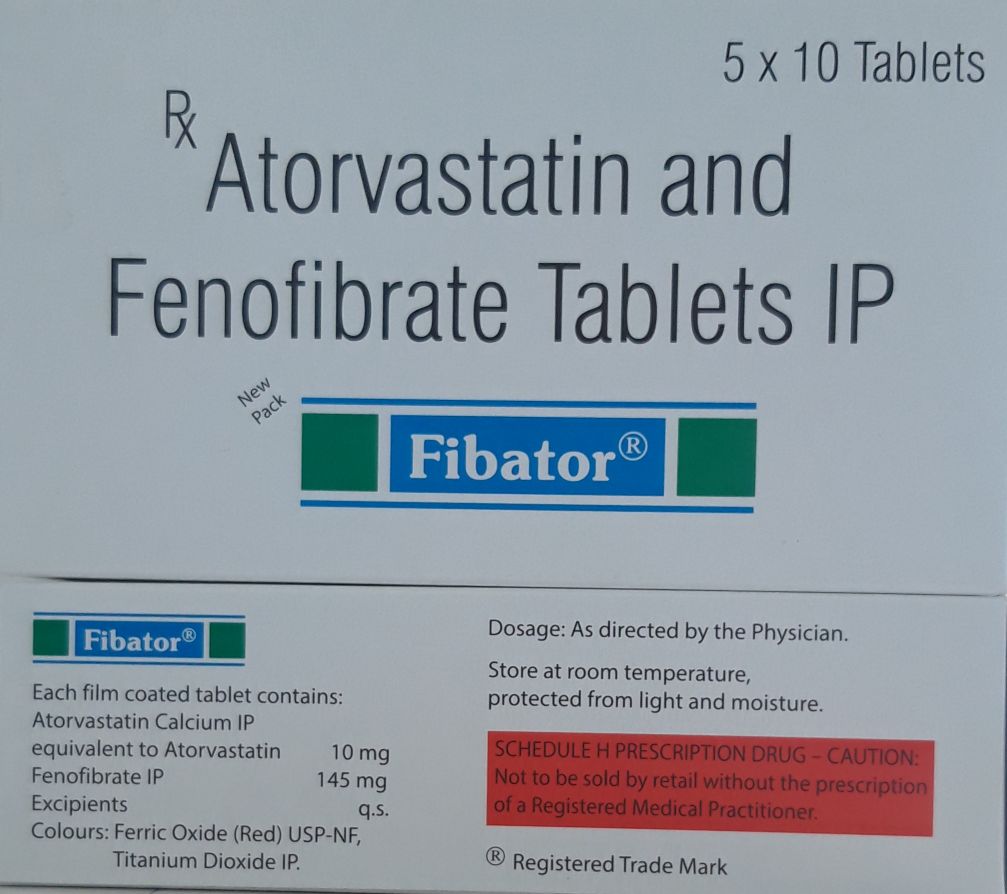 5 x 10 Tablets
Rx Atorvastatin and
Fenofibrate Tablets IP
New
Pack
Fibator®
Fibator®
Each film coated tablet contains:
Atorvastatin Calcium IP
equivalent to Atorvastatin 10 mg
Fenofibrate IP 145 mg
Excipients q.s.
Colours: Ferric Oxide (Red) USP-NF,
Titanium Dioxide IP.
Dosage: As directed by the Physician.
Store at room temperature,
protected from light and moisture.
SCHEDULE H PRESCRIPTION DRUG – CAUTION:
Not to be sold by retail without the prescription
of a Registered Medical Practitioner.
® Registered Trade Mark